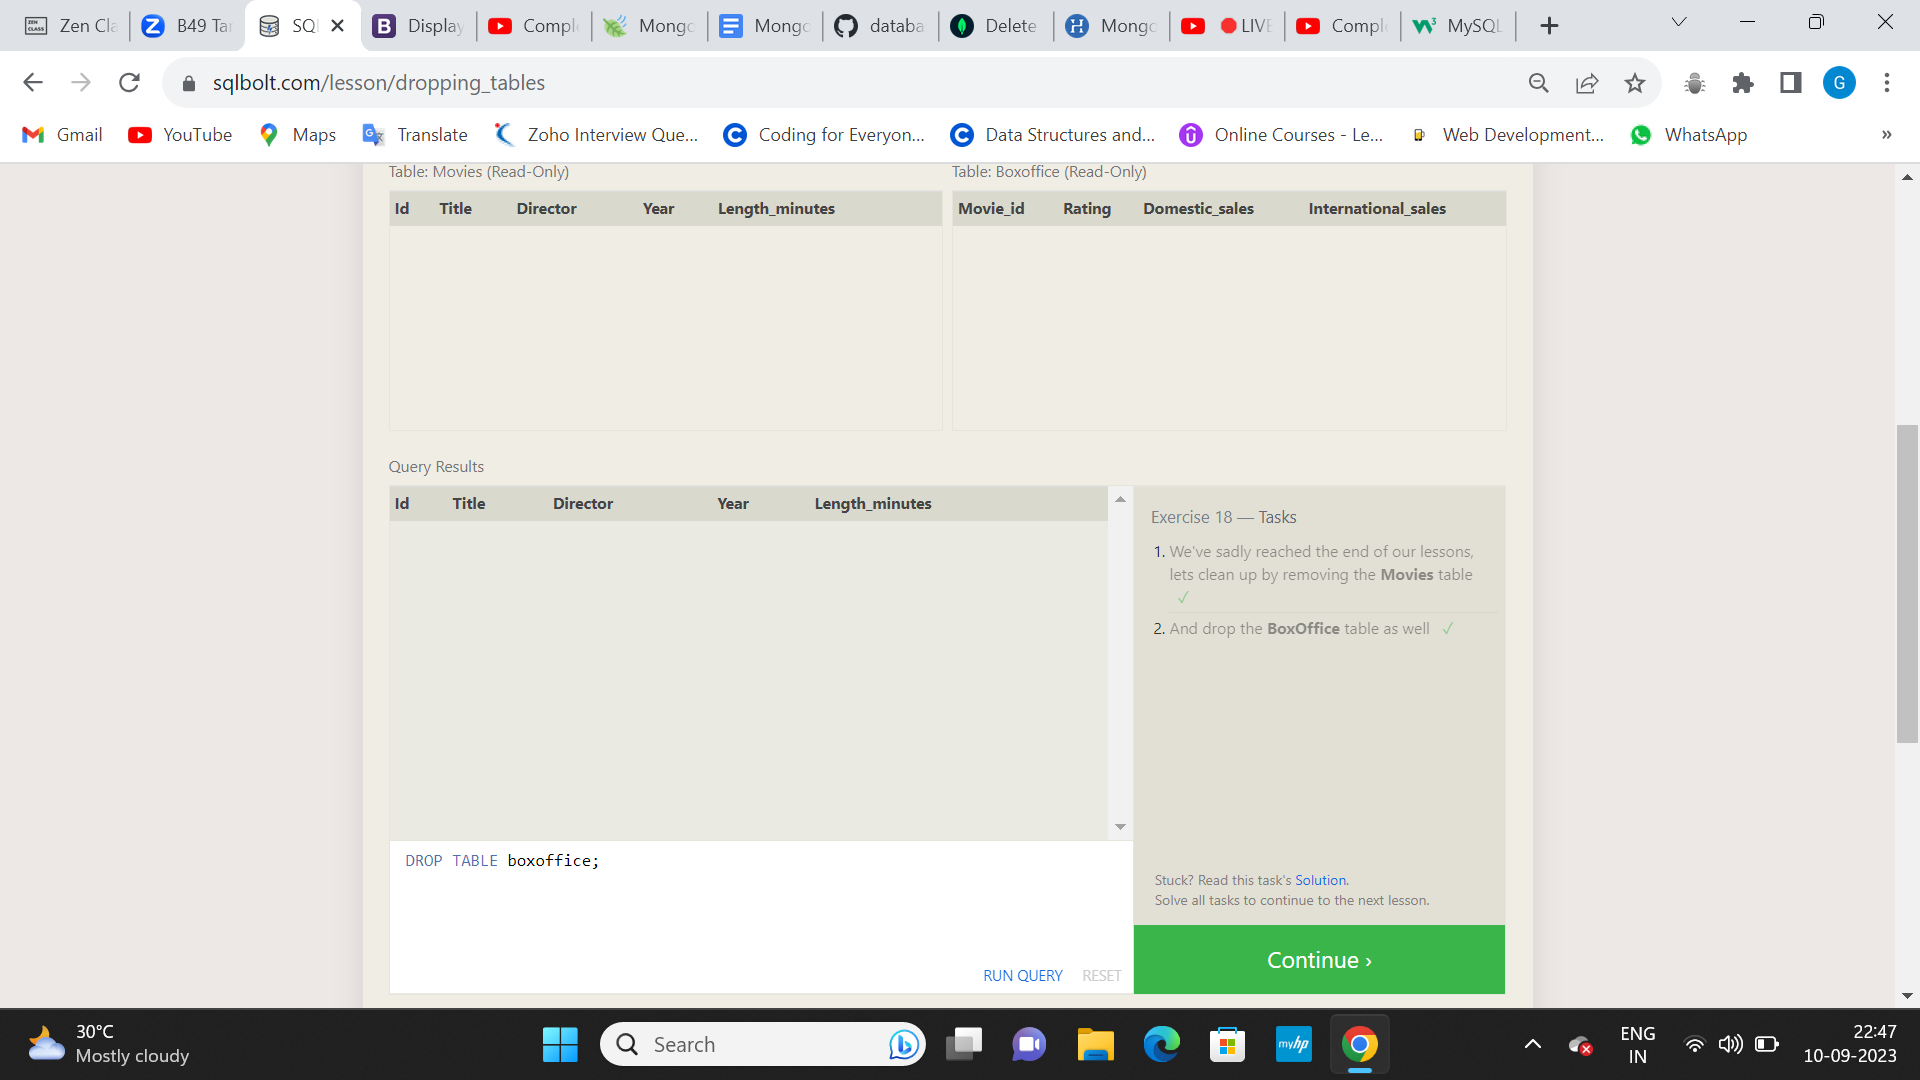 Zen Cla
B49 Tar
SQ
Display
Compl
Mongo
Mongo
databa
Delete
Mongo
LIVE
Compl
MySQL
sqlbolt.com/lesson/dropping_tables
G
Gmail
YouTube
Maps
Translate
Zoho Interview Que...
Coding for Everyon...
Data Structures and...
Online Courses - Le...
Web Development...
WhatsApp
»
Table: Movies (Read-Only)
Id Title Director Year Length_minutes
Table: Boxoffice (Read-Only)
Movie_id Rating Domestic_sales International_sales
Query Results
Id Title Director Year Length_minutes
Exercise 18 — Tasks
1. We've sadly reached the end of our lessons,
lets clean up by removing the Movies table
✓
2. And drop the BoxOffice table as well ✓
DROP TABLE boxoffice;
RUN QUERY RESET
Stuck? Read this task's Solution.
Solve all tasks to continue to the next lesson.
Continue ›
30°C
Mostly cloudy
Search
myhp
ENG
IN
22:47
10-09-2023